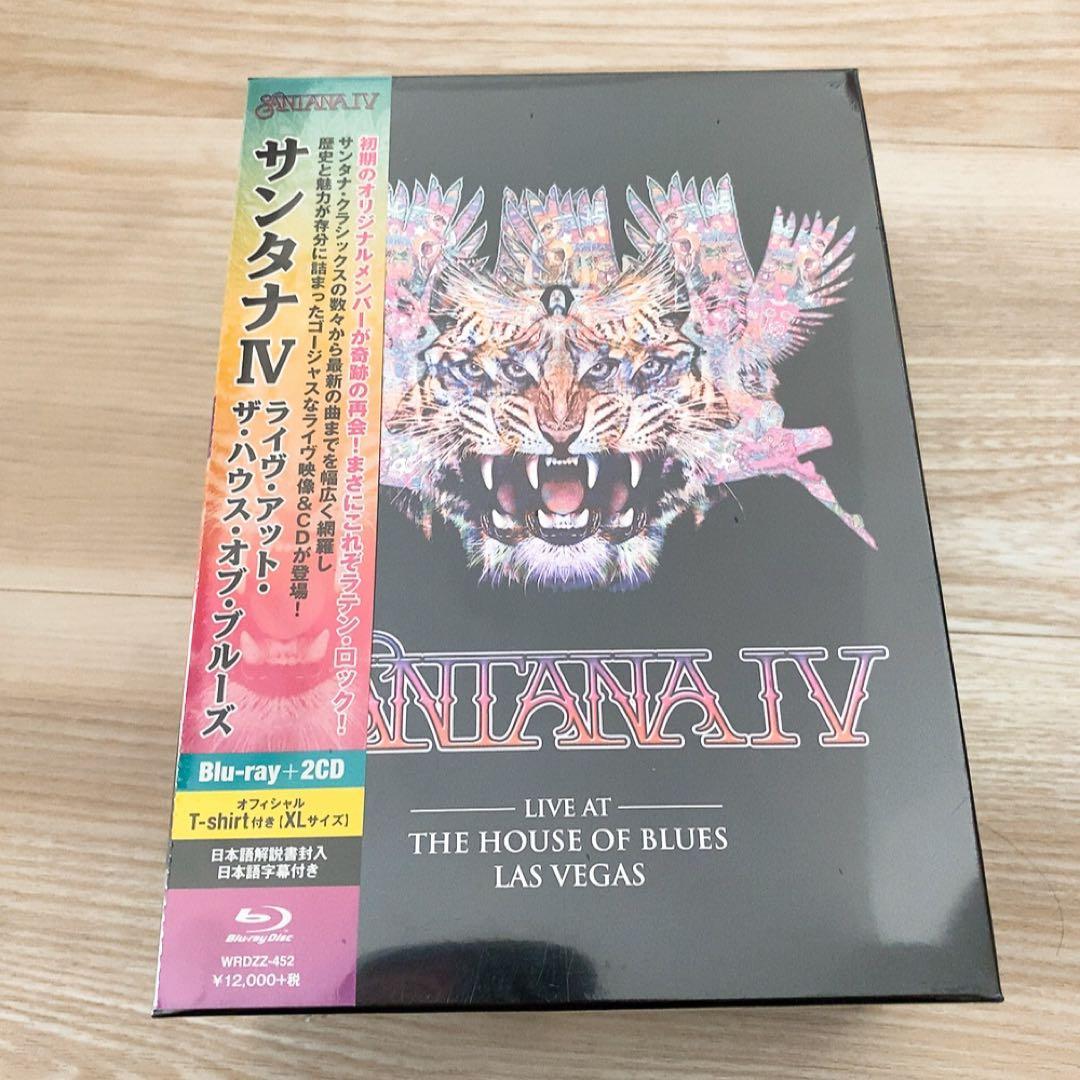 SANTANA IV
初期のオリジナルメンバーが奇跡の再会!まさにこれぞラテン・ロック!
サンタナ・クラシックスの数々から最新の曲までを幅広く網羅し
歴史と魅力が存分に詰まったゴージャスなライヴ映像&CDが登場!
サンタナⅣ
ライヴ・アット・
ザ・ハウス・オブ・ブルーズ
Blu-ray+2CD
オフィシャル
T-shirt付き【XLサイズ】
日本語解説書封入
日本語字幕付き
Blu-ray Disc
WRDZZ-452
¥12,000+税
ANTANA IV
LIVE AT
THE HOUSE OF BLUES
LAS VEGAS